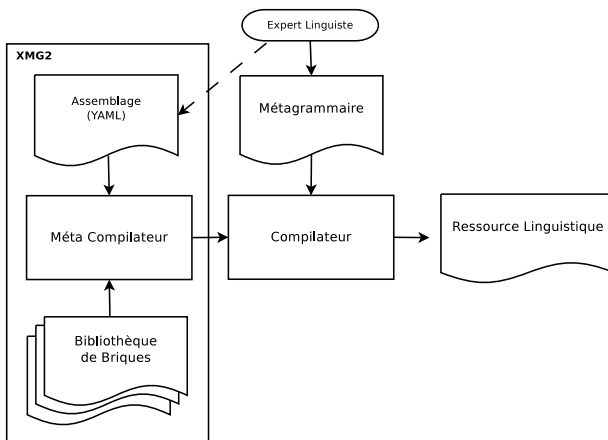 Expert Linguiste
XMG2
Assemblage
(YAML)
Métagrammaire
Méta Compilateur
Compilateur
Ressource Linguistique
Bibliothèque
de Briques